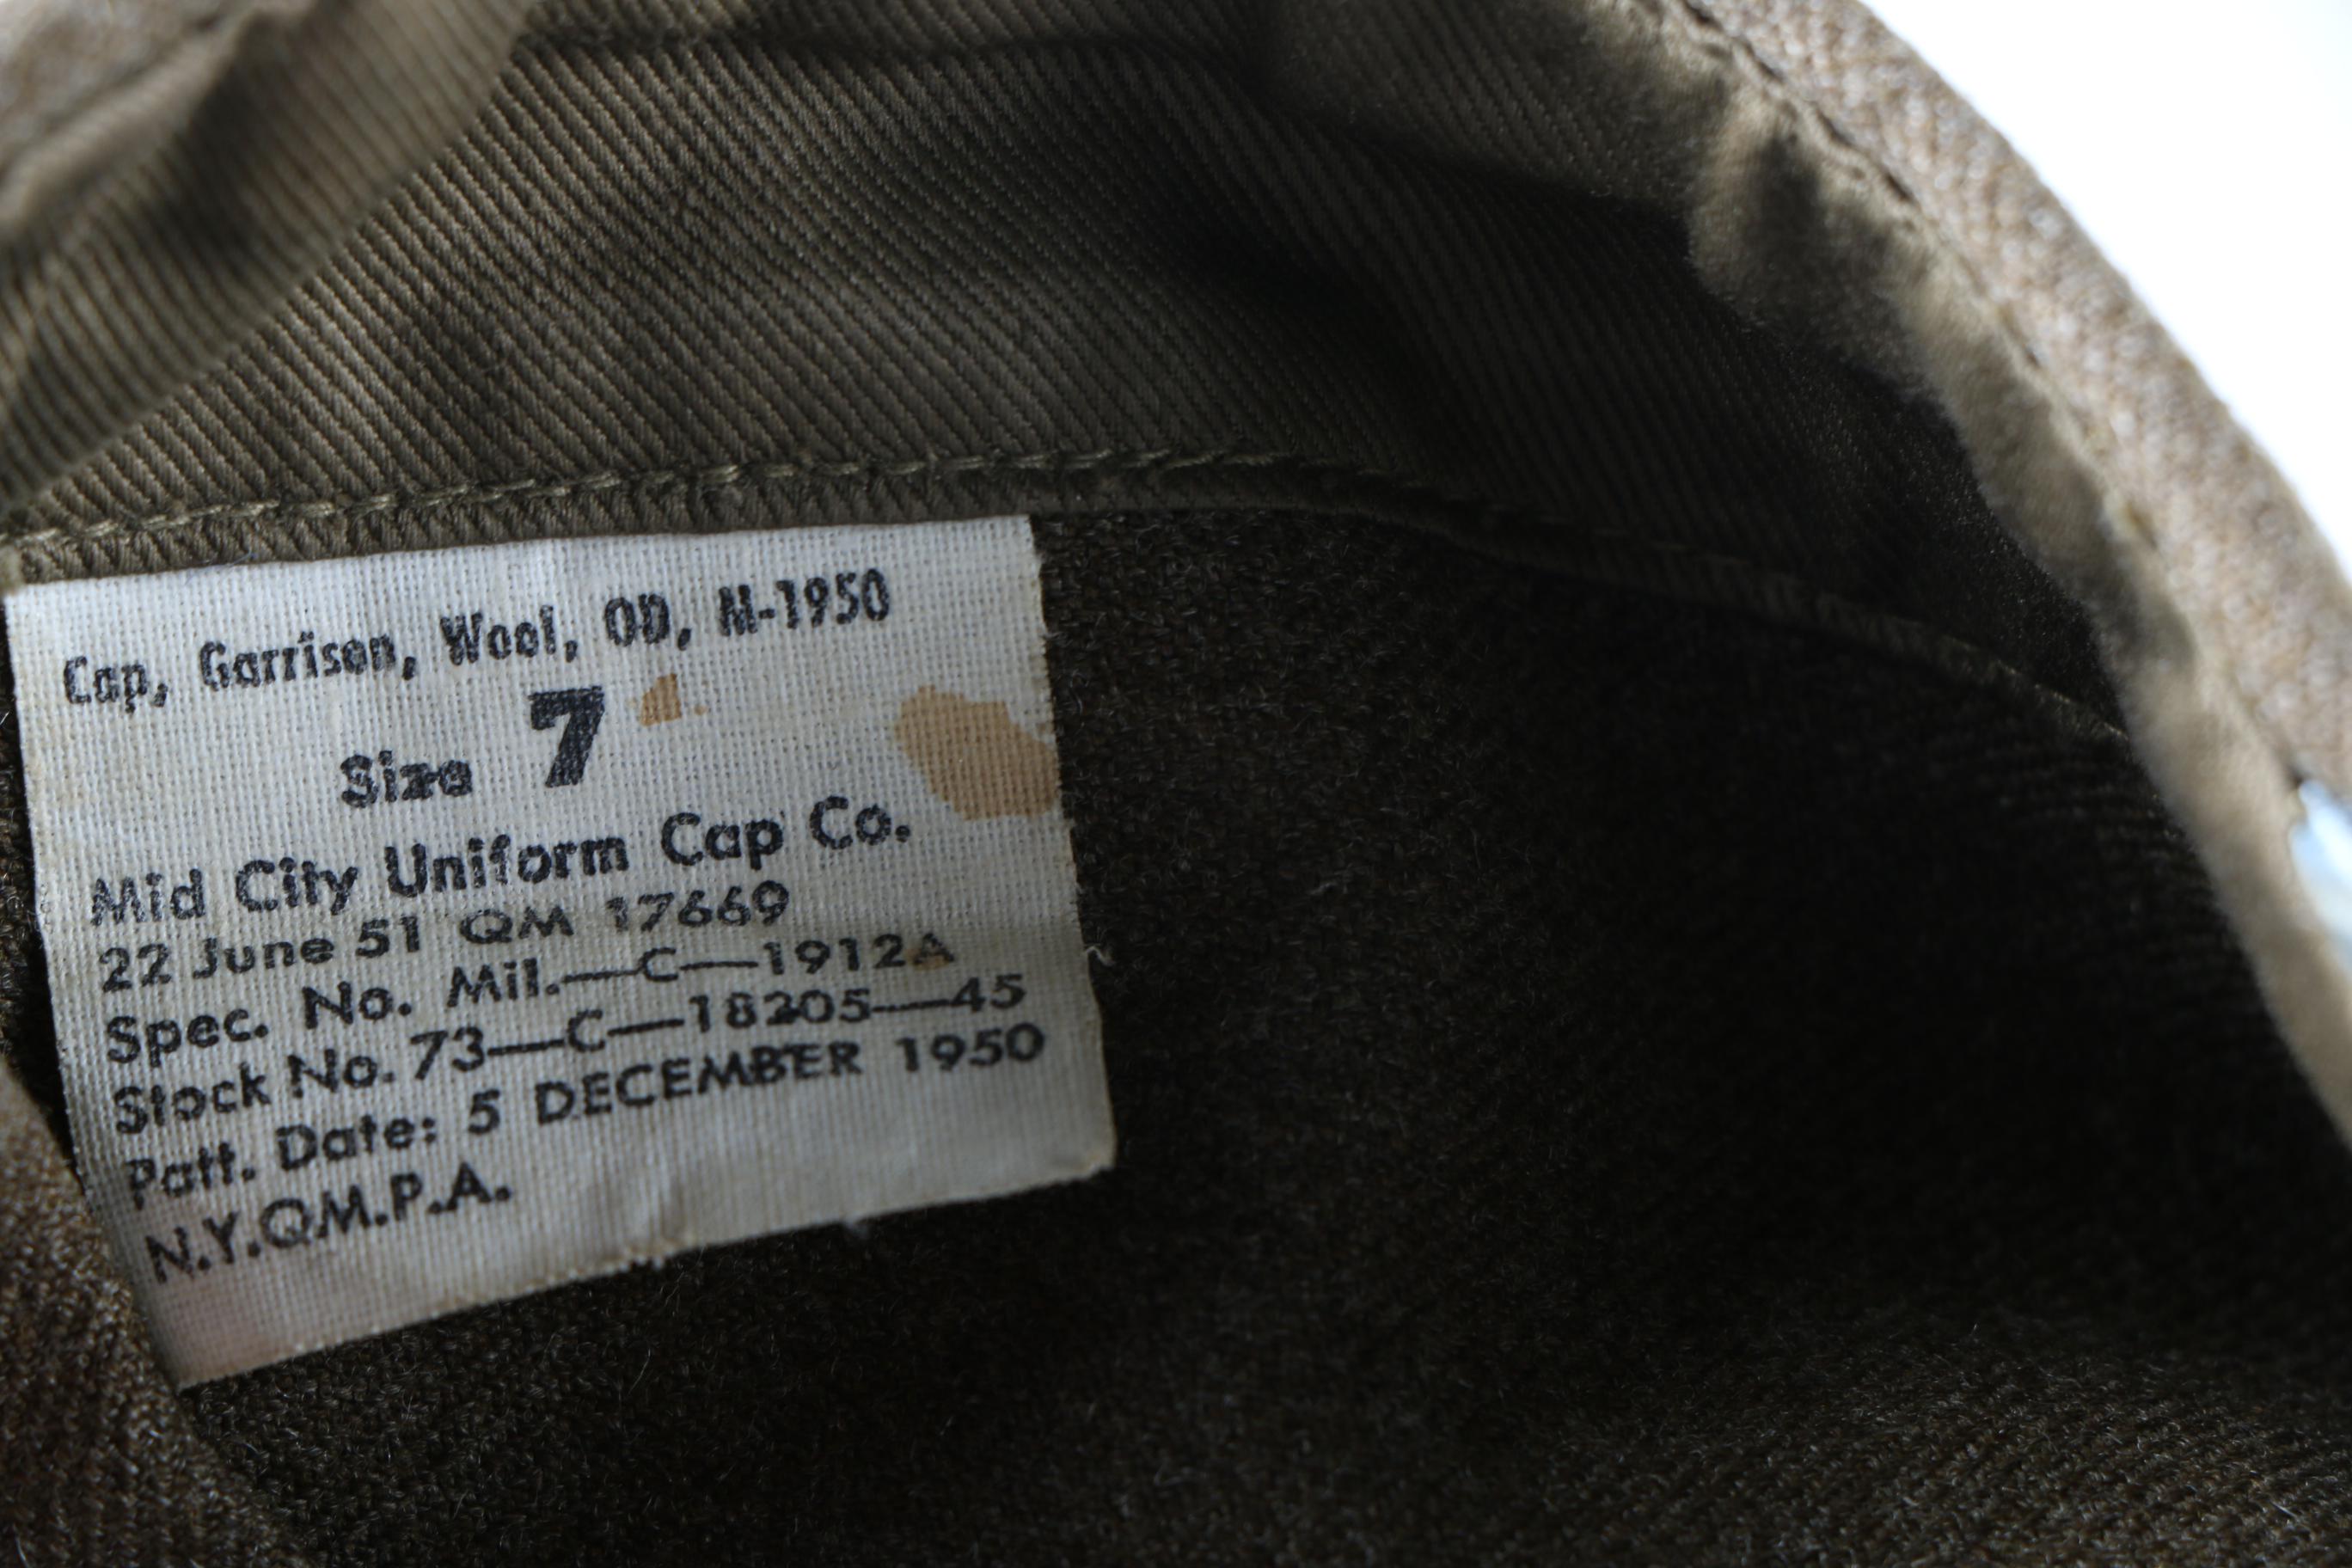 Cap, Garrison, Wool, OD, M-1950
Size 7
Mid City Uniform Cap Co.
22 June 51 QM 17669
Spec. No. Mil.—C—1912A
Stock No. 73—C—18205—45
Patt. Date: 5 DECEMBER 1950
N.Y.QM.P.A.